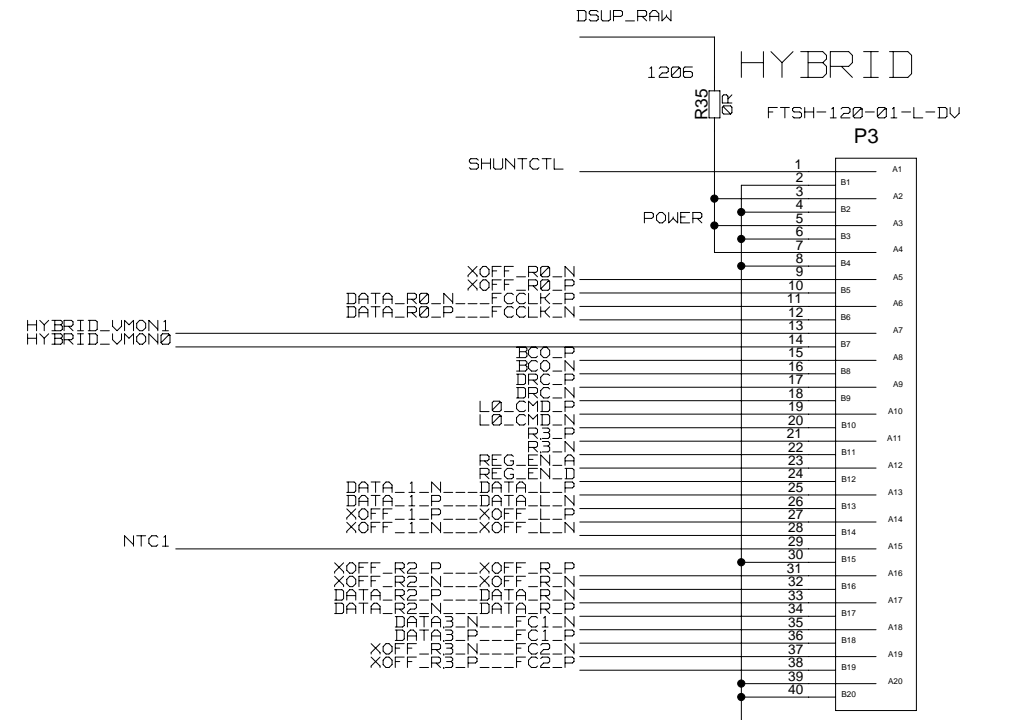 DSUP_RAW
HYBRID
1206
R35
0R
FTSH-120-01-L-DV
P3
SHUNTCTL
1 A1
2 B1
3 A2
4 B2
POWER
5 A3
6 B3
7 A4
8 B4
XOFF_R0_N 9 A5
XOFF_R0_P 10 B5
DATA_R0_N___FCCLK_P 11 A6
DATA_R0_P___FCCLK_N 12 B6
HYBRID_VMON1 13 A7
HYBRID_VMON0 14 B7
BCO_P 15 A8
BCO_N 16 B8
DRC_P 17 A9
DRC_N 18 B9
L0_CMD_P 19 A10
L0_CMD_N 20 B10
R3_P 21 A11
R3_N 22 B11
REG_EN_A 23 A12
REG_EN_D 24 B12
DATA_1_N___DATA_L_P 25 A13
DATA_1_P___DATA_L_N 26 B13
XOFF_1_P___XOFF_L_P 27 A14
XOFF_1_N___XOFF_L_N 28 B14
NTC1 29 A15
30 B15
XOFF_R2_P___XOFF_R_P 31 A16
XOFF_R2_N___XOFF_R_N 32 B16
DATA_R2_P___DATA_R_N 33 A17
DATA_R2_N___DATA_R_P 34 B17
DATA3_N___FC1_N 35 A18
DATA3_P___FC1_P 36 B18
XOFF_R3_N___FC2_N 37 A19
XOFF_R3_P___FC2_P 38 B19
39 A20
40 B20